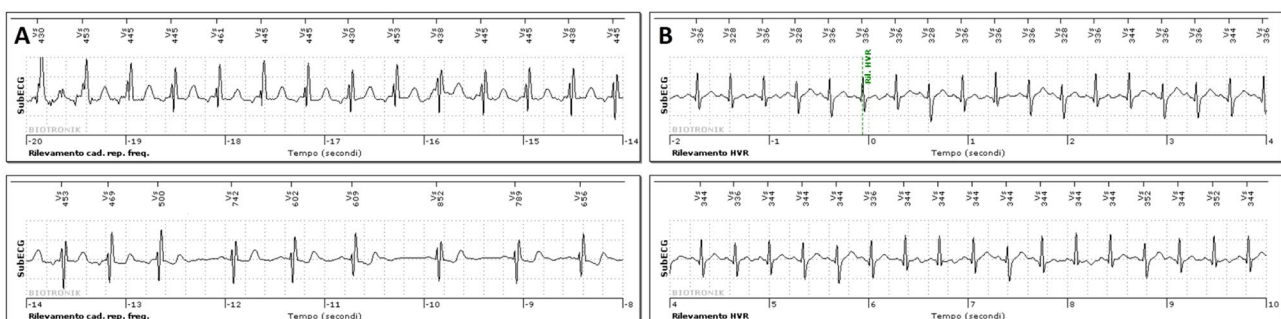 A
Vs 430 Vs 453 Vs 445 Vs 445 Vs 461 Vs 445 Vs 445 Vs 430 Vs 453 Vs 438 Vs 445 Vs 445 Vs 438 Vs 445
SubECG
BIOTRONIK
-20 -19 -18 -17 -16 -15 -14
Rilevamento cad. rep. freq. Tempo (secondi)
Vs 453 Vs 469 Vs 500 Vs 742 Vs 602 Vs 609 Vs 852 Vs 789 Vs 656
SubECG
BIOTRONIK
-14 -13 -12 -11 -10 -9 -8
Rilevamento cad. rep. freq. Tempo (secondi)
B
Vs 336 Vs 328 Vs 336 Vs 328 Vs 336 Vs 336 Vs 336 Vs 328 Vs 336 Vs 328 Vs 336 Vs 328 Vs 344 Vs 336 Vs 336 Vs 344 Vs 336
Ril. HVR
SubECG
BIOTRONIK
-2 -1 0 1 2 3 4
Rilevamento HVR Tempo (secondi)
Vs 344 Vs 336 Vs 344 Vs 344 Vs 344 Vs 336 Vs 344 Vs 344 Vs 344 Vs 344 Vs 344 Vs 344 Vs 344 Vs 352 Vs 344 Vs 352 Vs 344
SubECG
BIOTRONIK
4 5 6 7 8 9 10
Rilevamento HVR Tempo (secondi)